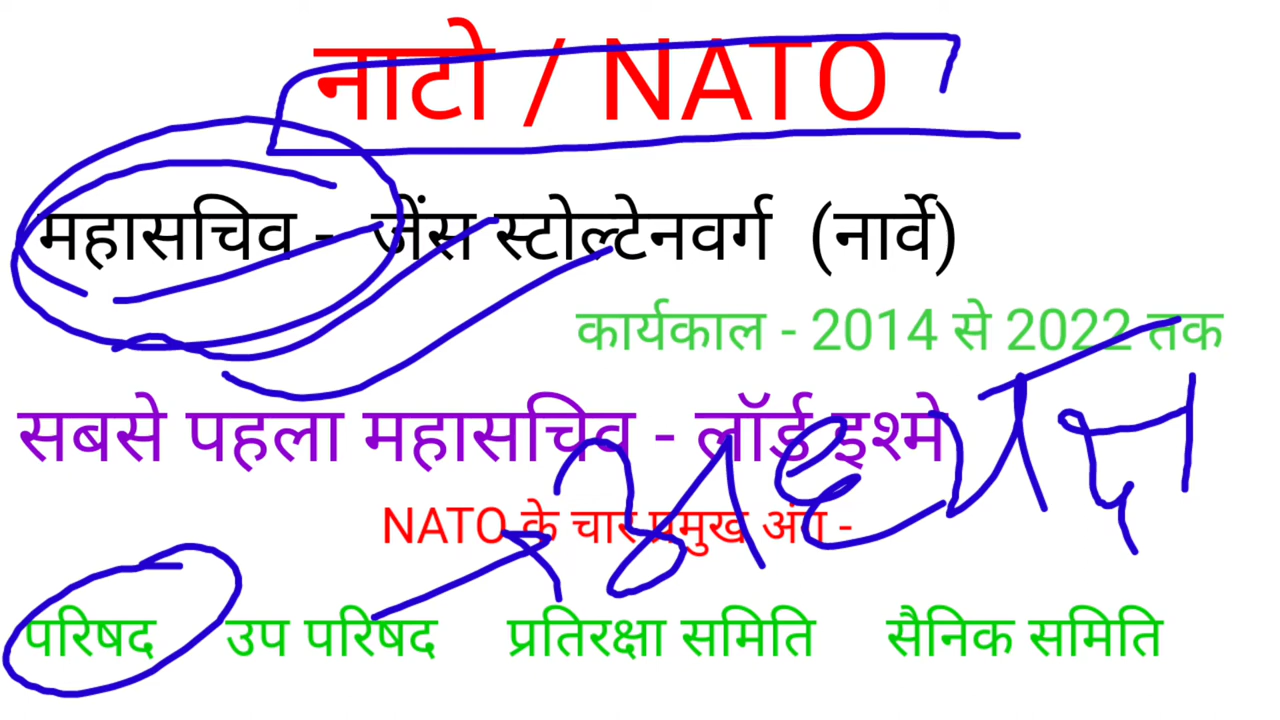 नाटो / NATO
महासचिव - जेंस स्टोल्टेनवर्ग (नार्वे)
कार्यकाल - 2014 से 2022 तक
सबसे पहला महासचिव - लॉर्ड इश्मे
NATO के चार प्रमुख अंग -
परिषद उप परिषद प्रतिरक्षा समिति सैनिक समिति